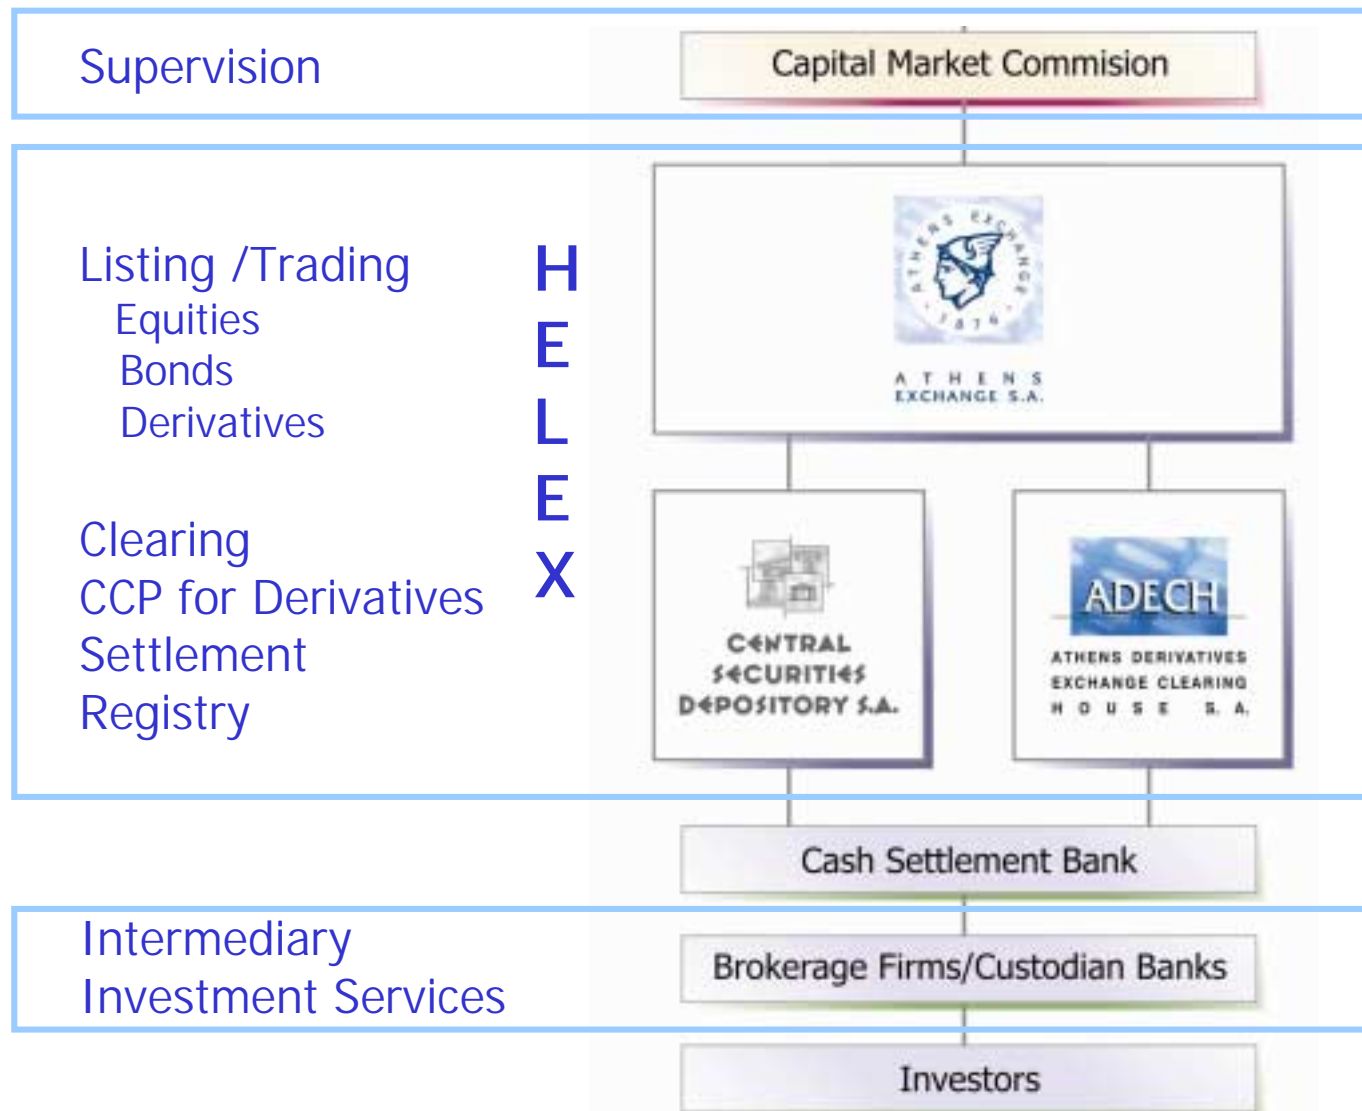 Supervision
Capital Market Commision
Listing /Trading
Equities
Bonds
Derivatives
Clearing
CCP for Derivatives
Settlement
Registry
H
E
L
E
X
ATHENS EXCHANGE
· 1876 ·
ATHENS
EXCHANGE S.A.
CENTRAL
SECURITIES
DEPOSITORY S.A.
ADECH
ATHENS DERIVATIVES
EXCHANGE CLEARING
HOUSE S.A.
Cash Settlement Bank
Intermediary
Investment Services
Brokerage Firms/Custodian Banks
Investors